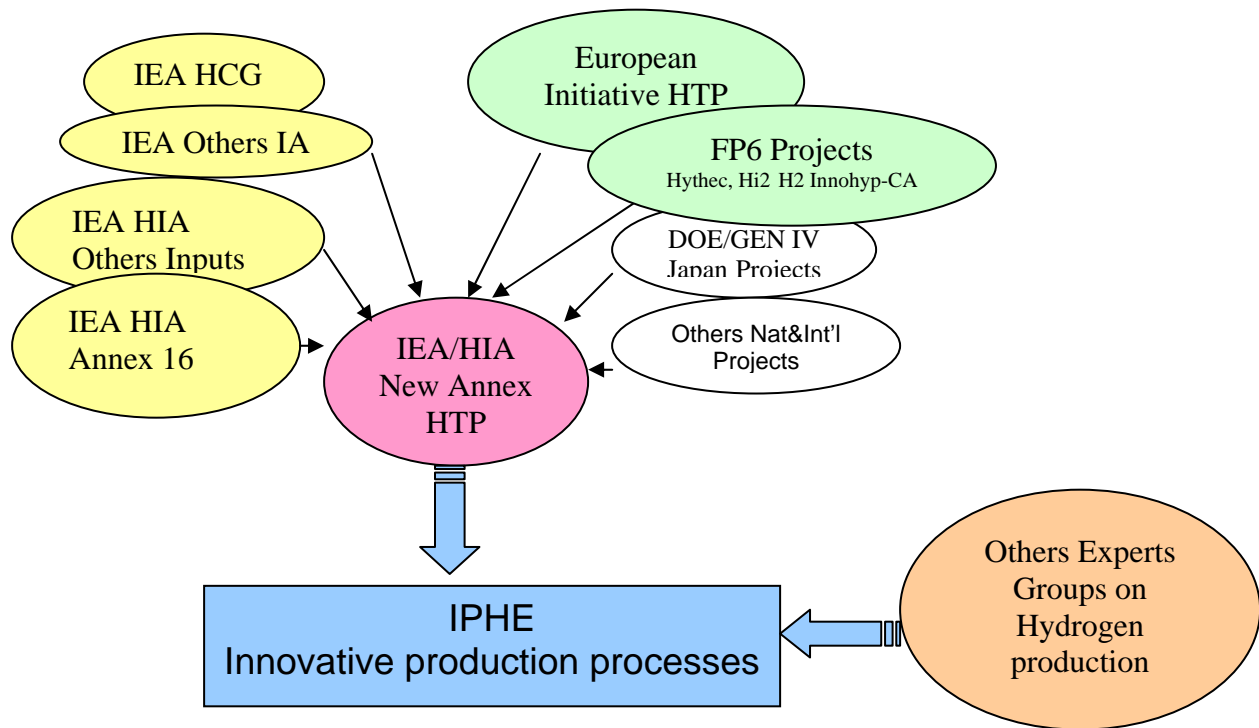 IEA HCG
IEA Others IA
IEA HIA
Others Inputs
IEA HIA
Annex 16
European
Initiative HTP
FP6 Projects
Hythec, Hi2 H2 Innohyp-CA
DOE/GEN IV
Japan Projects
Others Nat&Int'l
Projects
IEA/HIA
New Annex
HTP
IPHE
Innovative production processes
Others Experts
Groups on
Hydrogen
production